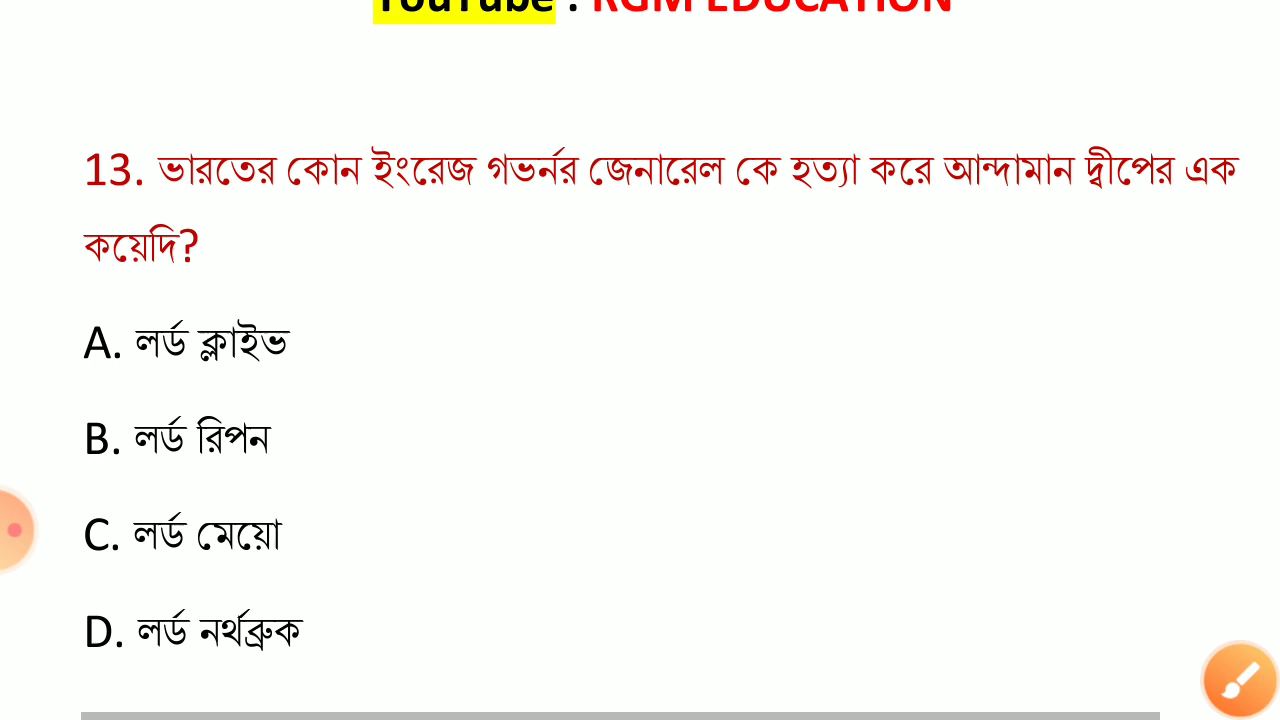 YouTube : RGM EDUCATION
13. ভারতের কোন ইংরেজ গভর্নর জেনারেল কে হত্যা করে আন্দামান দ্বীপের এক
কয়েদি?
A. লর্ড ক্লাইভ
B. লর্ড রিপন
C. লর্ড মেয়ো
D. লর্ড নর্থব্রুক